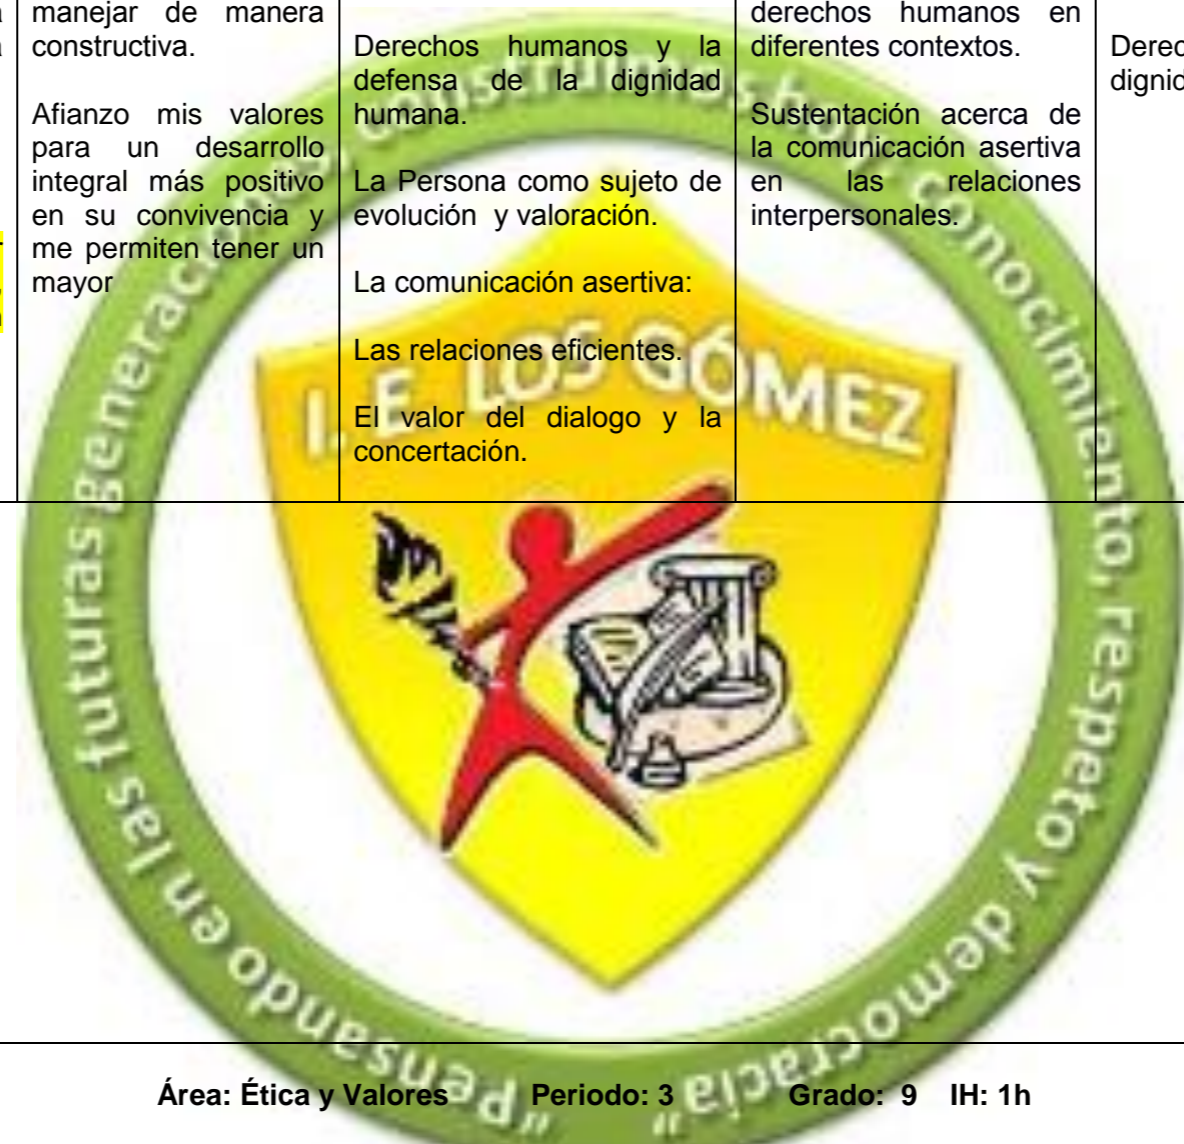 manejar de manera
constructiva.
Afianzo mis valores
para un desarrollo
integral más positivo
en su convivencia y
me permiten tener un
mayor
Derechos humanos y la
defensa de la dignidad
humana.
La Persona como sujeto de
evolución y valoración.
La comunicación asertiva:
Las relaciones eficientes.
El valor del dialogo y la
concertación.
derechos humanos en
diferentes contextos.
Sustentación acerca de
la comunicación asertiva
en las relaciones
interpersonales.
I. E. LOS GÓMEZ
"Pensando en las futuras generaciones, conocimiento, respeto y democracia"
Área: Ética y Valores Periodo: 3 Grado: 9 IH: 1h